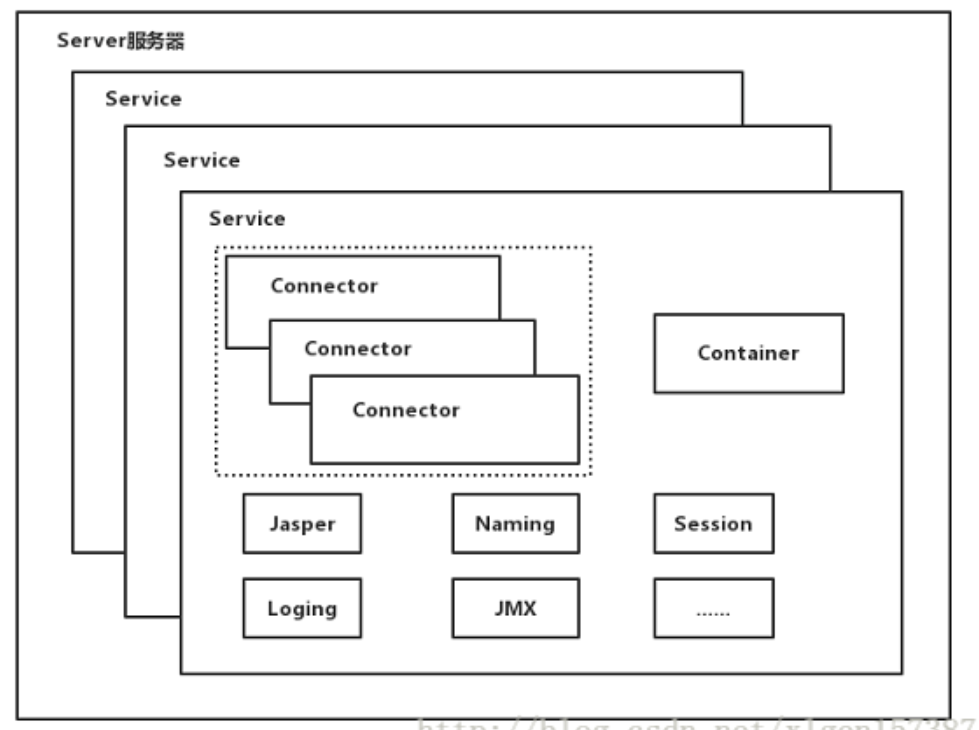 Server服务器
Service
Service
Service
Connector
Connector
Connector
Container
Jasper
Naming
Session
Loging
JMX
......